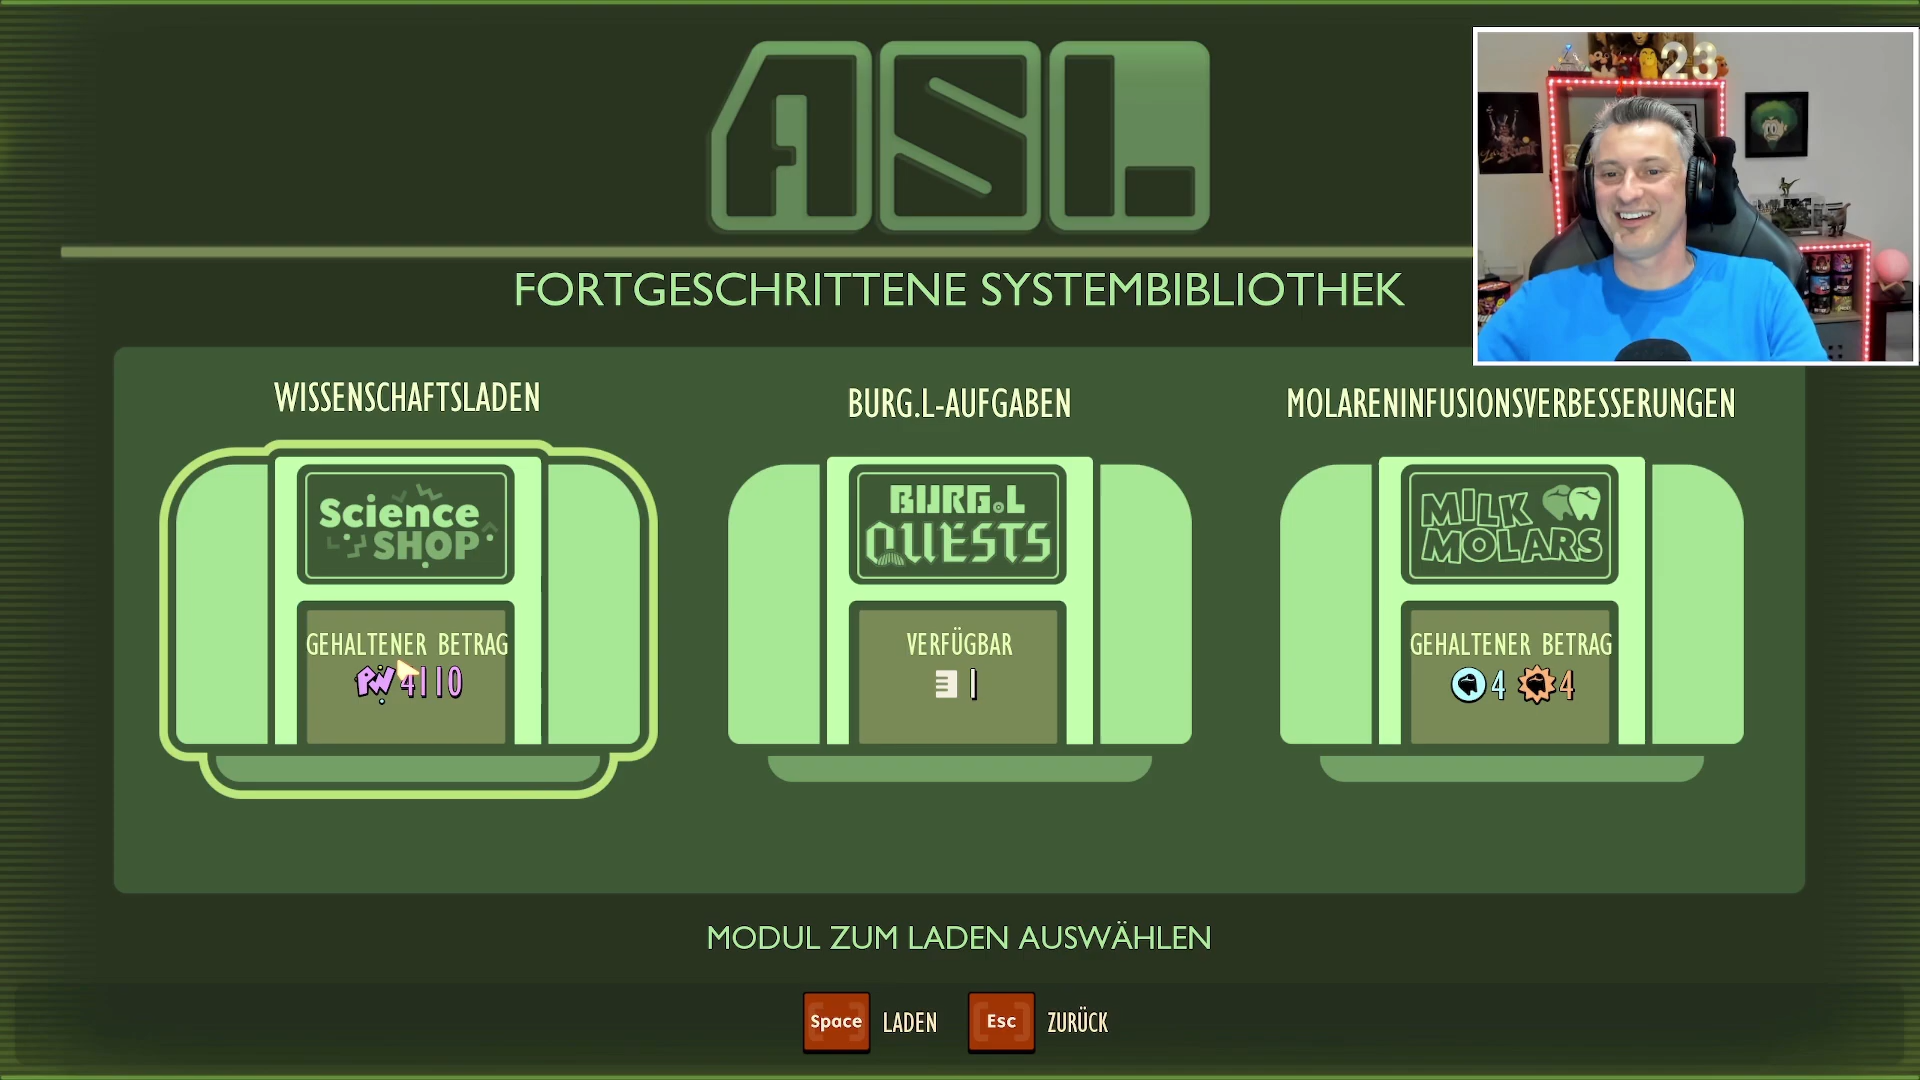 ASL
23
FORTGESCHRITTENE SYSTEMBIBLIOTHEK
WISSENSCHAFTSLADEN
BURG.L-AUFGABEN
MOLARENINFUSIONSVERBESSERUNGEN
Science
SHOP
BURG.L
QUESTS
MILK
MOLARS
GEHALTENER BETRAG
4110
VERFÜGBAR
1
GEHALTENER BETRAG
4 4
MODUL ZUM LADEN AUSWÄHLEN
Space LADEN Esc ZURÜCK